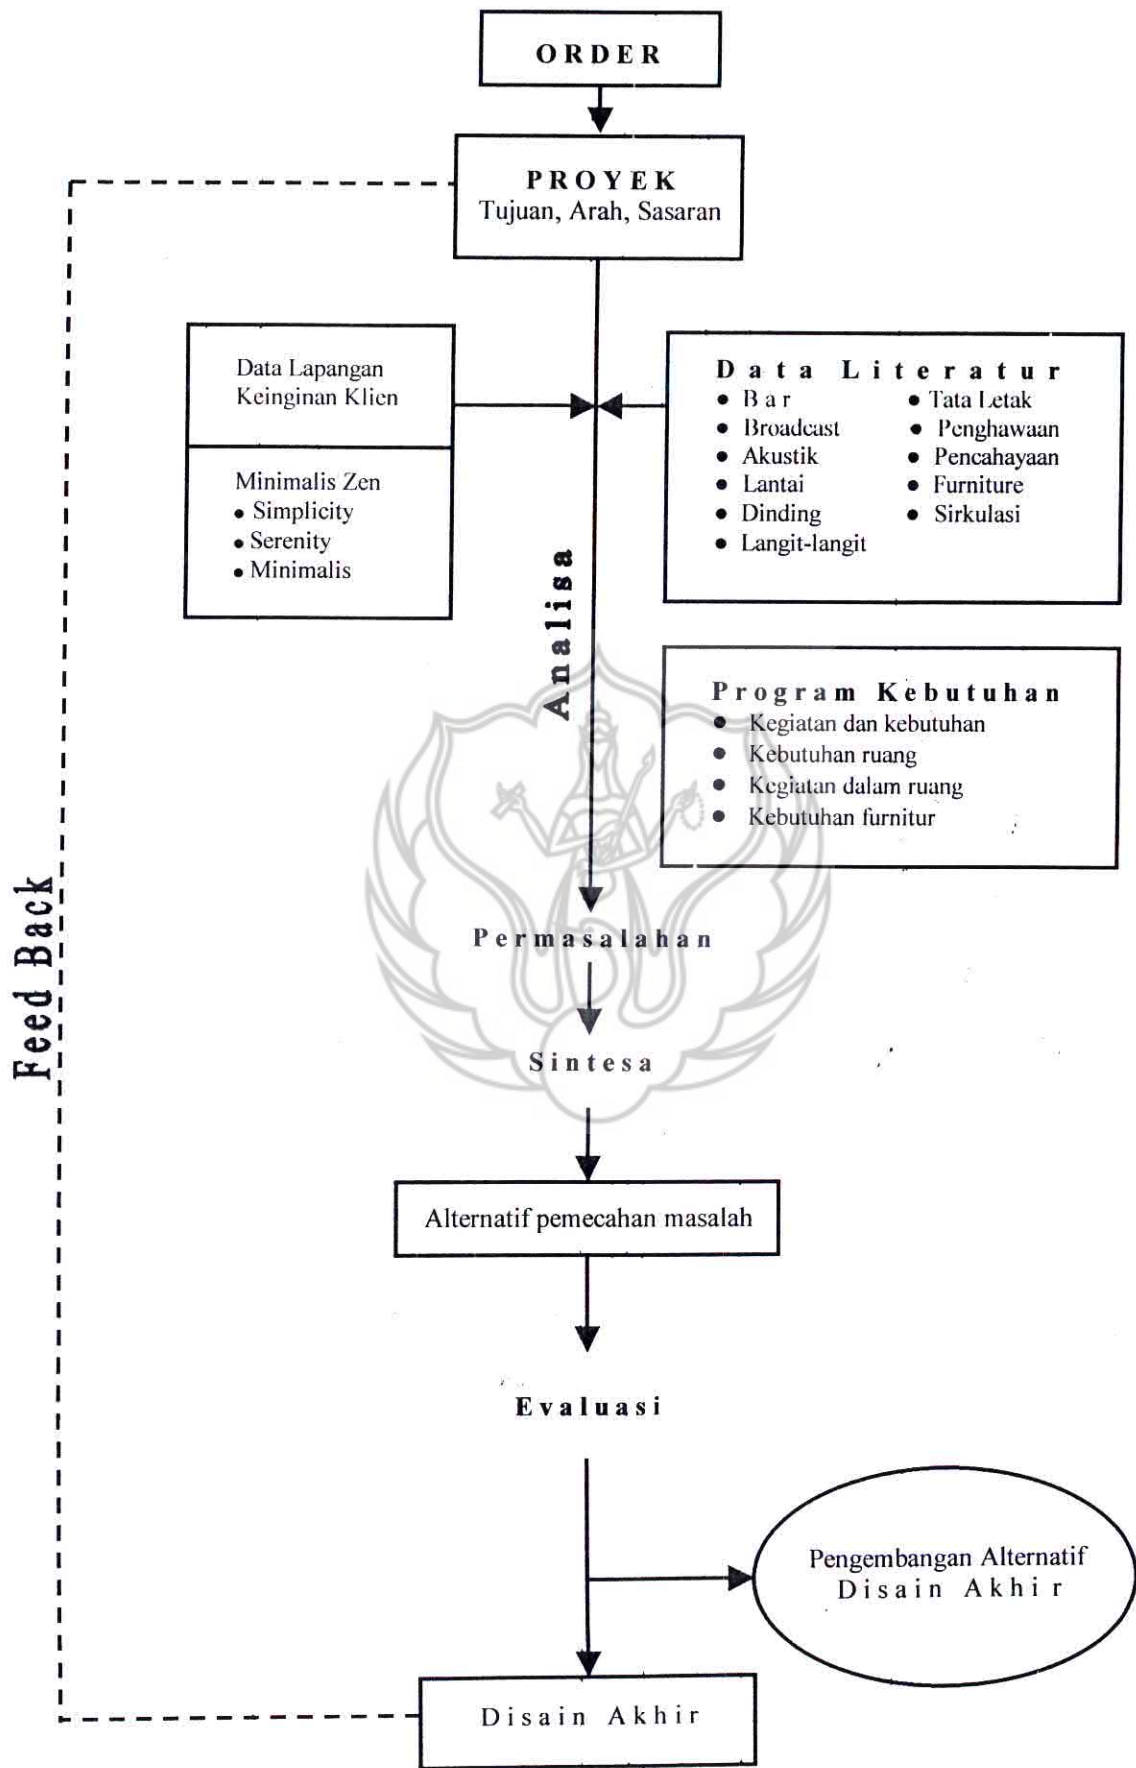 ORDER
PROYEK
Tujuan, Arah, Sasaran
Data Lapangan
Keinginan Klien
Minimalis Zen
• Simplicity
• Serenity
• Minimalis
Data Literatur
• Bar
• Broadcast
• Akustik
• Lantai
• Dinding
• Langit-langit
• Tata Letak
• Penghawaan
• Pencahayaan
• Furniture
• Sirkulasi
Analisa
Program Kebutuhan
• Kegiatan dan kebutuhan
• Kebutuhan ruang
• Kegiatan dalam ruang
• Kebutuhan furnitur
Feed Back
Permasalahan
Sintesa
Alternatif pemecahan masalah
Evaluasi
Pengembangan Alternatif
Disain Akhir
Disain Akhir